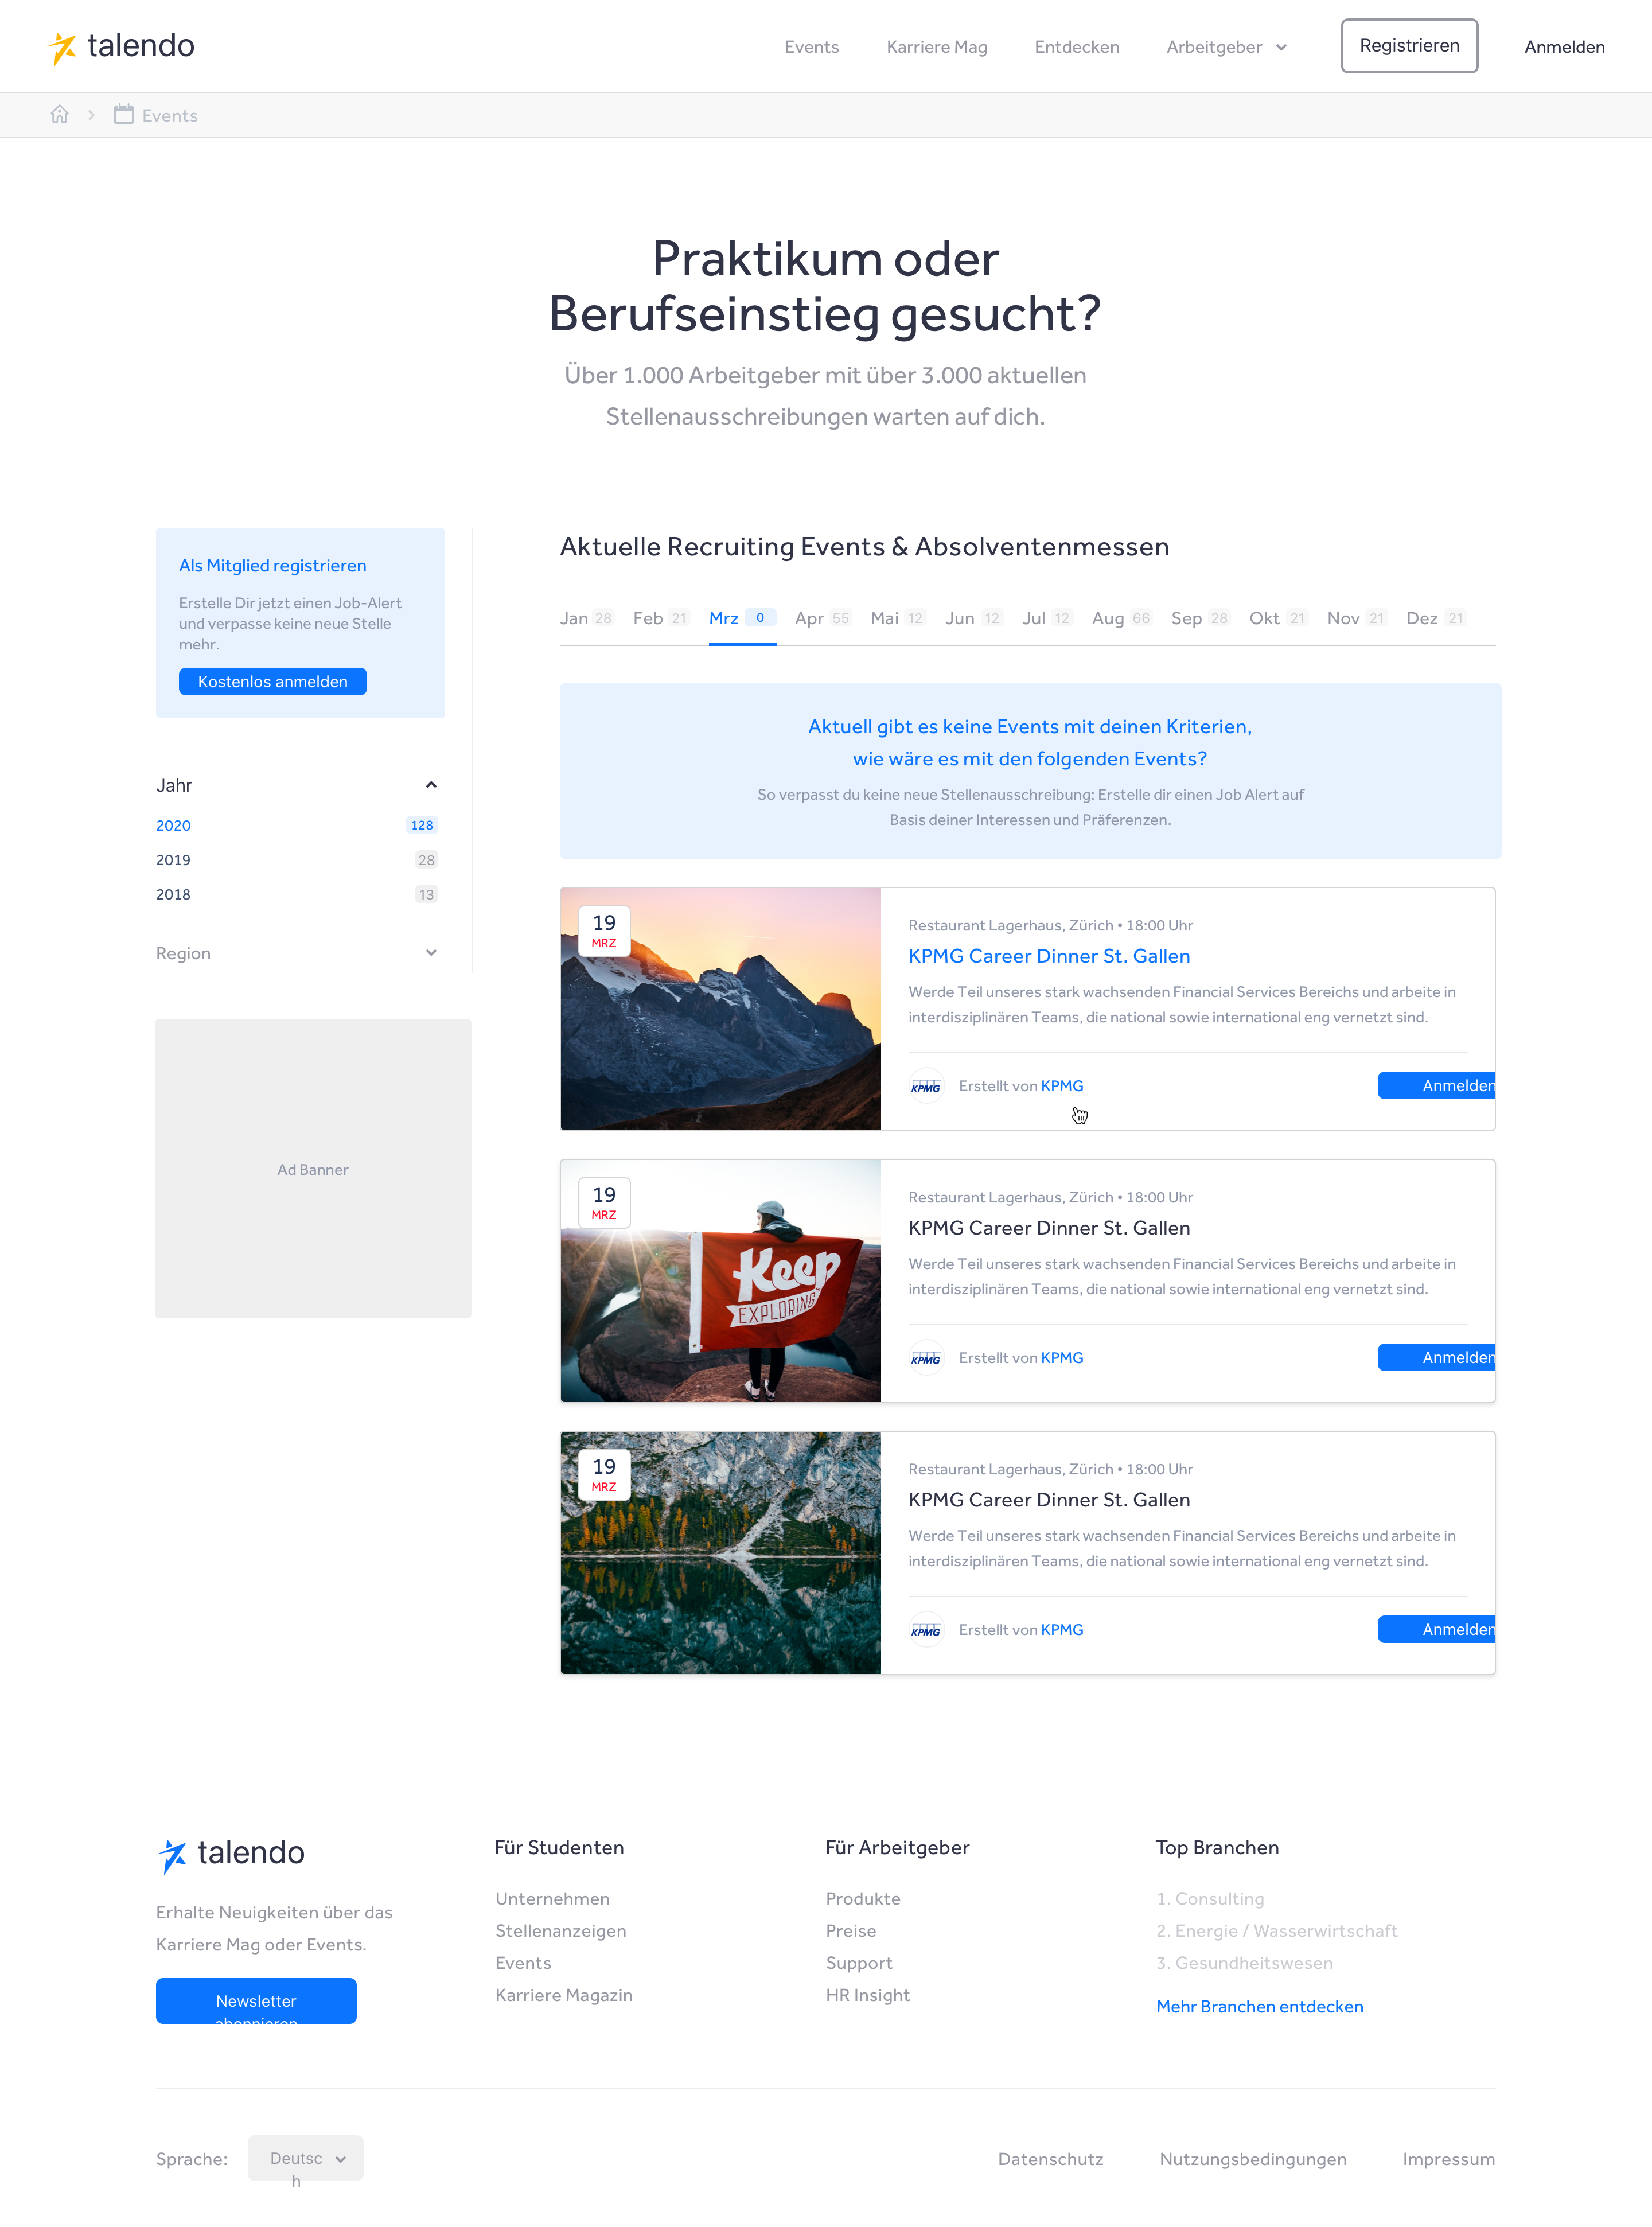 talendo
Events
Karriere Mag
Entdecken
Arbeitgeber
Registrieren
Anmelden
Events
Praktikum oder
Berufseinstieg gesucht?
Über 1.000 Arbeitgeber mit über 3.000 aktuellen
Stellenausschreibungen warten auf dich.
Als Mitglied registrieren
Erstelle Dir jetzt einen Job-Alert
und verpasse keine neue Stelle
mehr.
Kostenlos anmelden
Jahr
2020 128
2019 28
2018 13
Region
Ad Banner
Aktuelle Recruiting Events & Absolventenmessen
Jan 28 Feb 21 Mrz 0 Apr 55 Mai 12 Jun 12 Jul 12 Aug 66 Sep 28 Okt 21 Nov 21 Dez 21
Aktuell gibt es keine Events mit deinen Kriterien,
wie wäre es mit den folgenden Events?
So verpasst du keine neue Stellenausschreibung: Erstelle dir einen Job Alert auf
Basis deiner Interessen und Präferenzen.
19
MRZ
Restaurant Lagerhaus, Zürich • 18:00 Uhr
KPMG Career Dinner St. Gallen
Werde Teil unseres stark wachsenden Financial Services Bereichs und arbeite in
interdisziplinären Teams, die national sowie international eng vernetzt sind.
KPMG
Erstellt von KPMG
Anmelden
19
MRZ
Keep
EXPLORING
Restaurant Lagerhaus, Zürich • 18:00 Uhr
KPMG Career Dinner St. Gallen
Werde Teil unseres stark wachsenden Financial Services Bereichs und arbeite in
interdisziplinären Teams, die national sowie international eng vernetzt sind.
KPMG
Erstellt von KPMG
Anmelden
19
MRZ
Restaurant Lagerhaus, Zürich • 18:00 Uhr
KPMG Career Dinner St. Gallen
Werde Teil unseres stark wachsenden Financial Services Bereichs und arbeite in
interdisziplinären Teams, die national sowie international eng vernetzt sind.
KPMG
Erstellt von KPMG
Anmelden
talendo
Erhalte Neuigkeiten über das
Karriere Mag oder Events.
Newsletter
abonnieren
Für Studenten
Unternehmen
Stellenanzeigen
Events
Karriere Magazin
Für Arbeitgeber
Produkte
Preise
Support
HR Insight
Top Branchen
1. Consulting
2. Energie / Wasserwirtschaft
3. Gesundheitswesen
Mehr Branchen entdecken
Sprache:
Deutsc
h
Datenschutz
Nutzungsbedingungen
Impressum